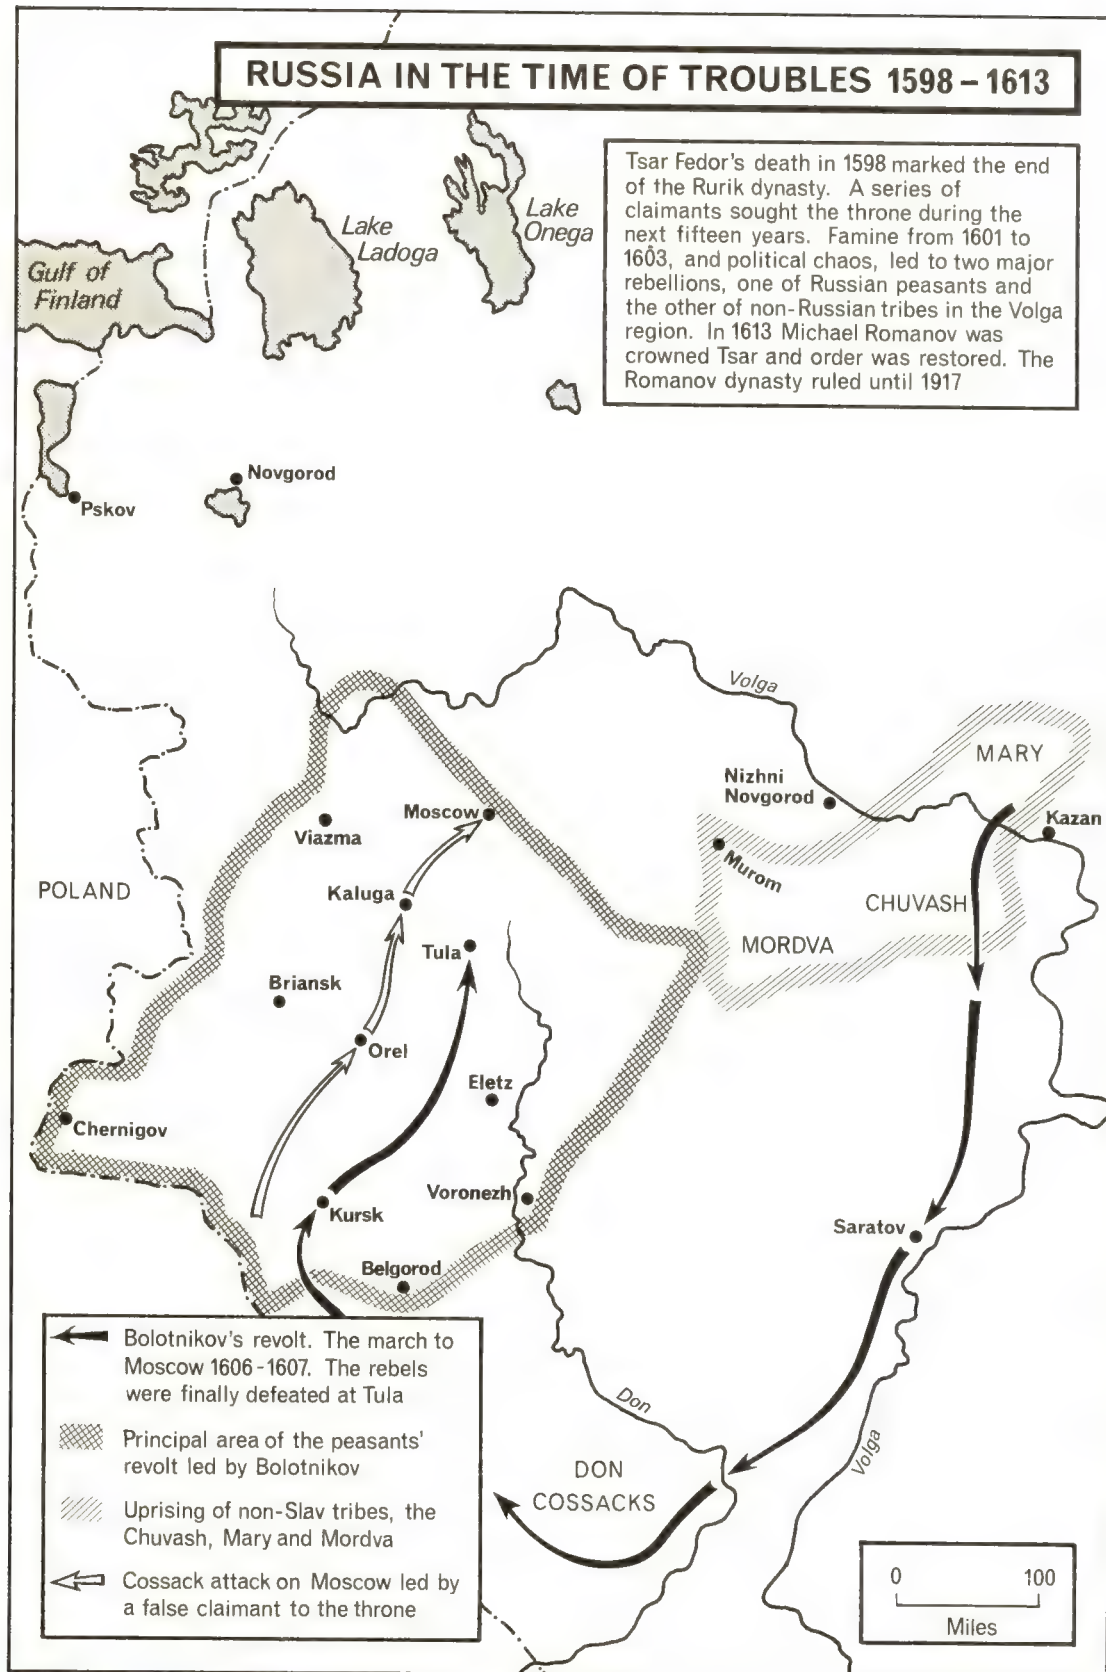 RUSSIA IN THE TIME OF TROUBLES 1598–1613
Tsar Fedor's death in 1598 marked the end
of the Rurik dynasty. A series of
claimants sought the throne during the
next fifteen years. Famine from 1601 to
1603, and political chaos, led to two major
rebellions, one of Russian peasants and
the other of non-Russian tribes in the Volga
region. In 1613 Michael Romanov was
crowned Tsar and order was restored. The
Romanov dynasty ruled until 1917
Lake
Ladoga
Lake
Onega
Gulf of
Finland
Novgorod
Pskov
Volga
MARY
Nizhni
Novgorod
Kazan
Moscow
Viazma
Murom
POLAND
Kaluga
CHUVASH
Tula
MORDVA
Briansk
Orel
Eletz
Chernigov
Voronezh
Kursk
Saratov
Belgorod
Bolotnikov's revolt. The march to
Moscow 1606-1607. The rebels
were finally defeated at Tula
Principal area of the peasants'
revolt led by Bolotnikov
Uprising of non-Slav tribes, the
Chuvash, Mary and Mordva
Cossack attack on Moscow led by
a false claimant to the throne
Don
Volga
DON
COSSACKS
0 100
Miles